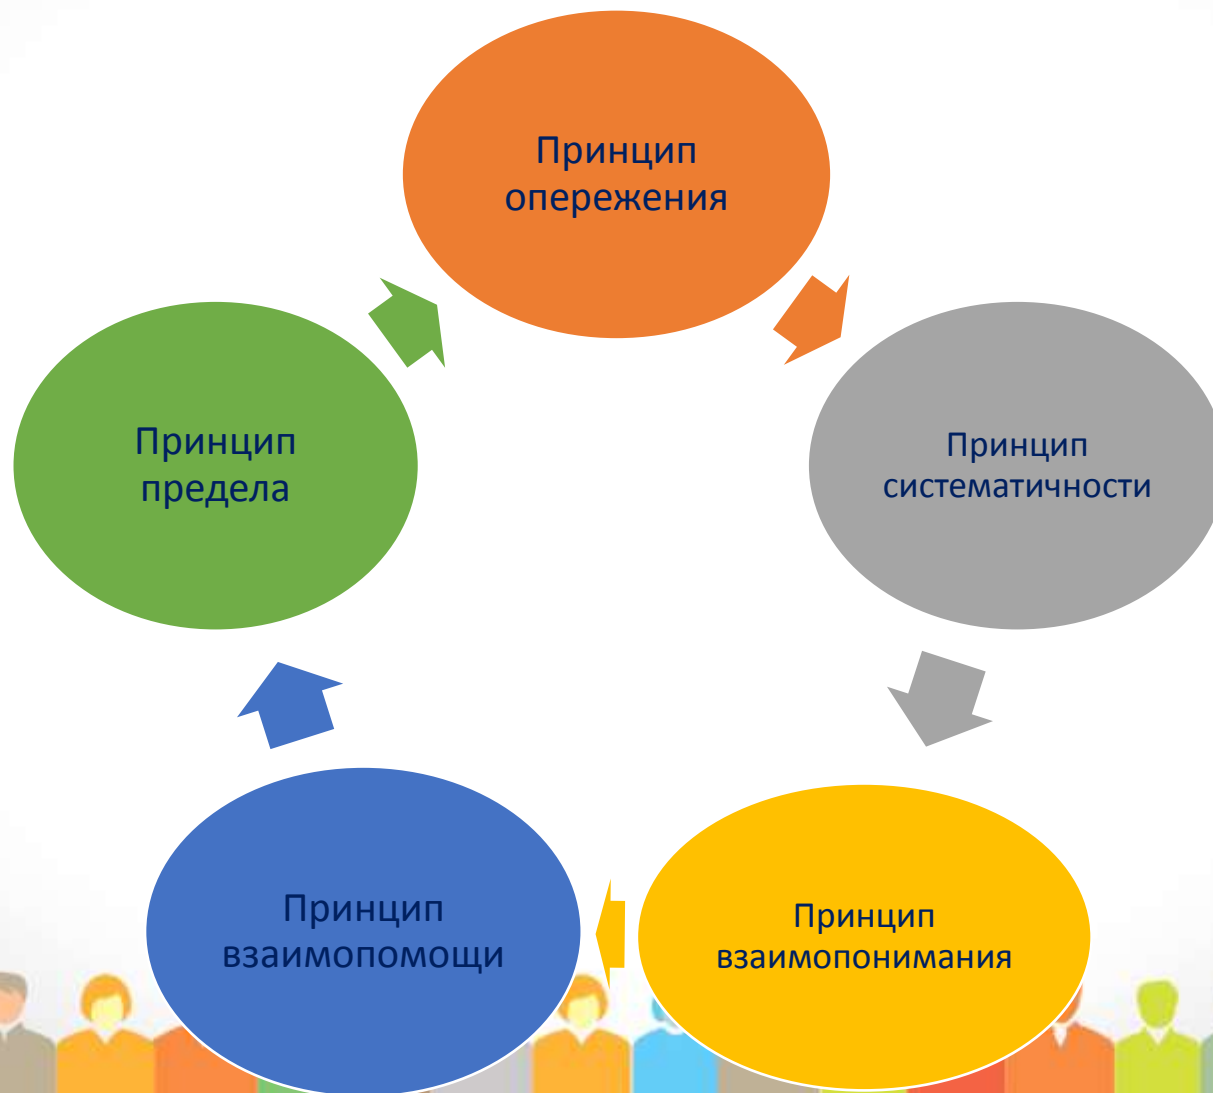 Принцип
опережения
Принцип
систематичности
Принцип
взаимопонимания
Принцип
взаимопомощи
Принцип
предела